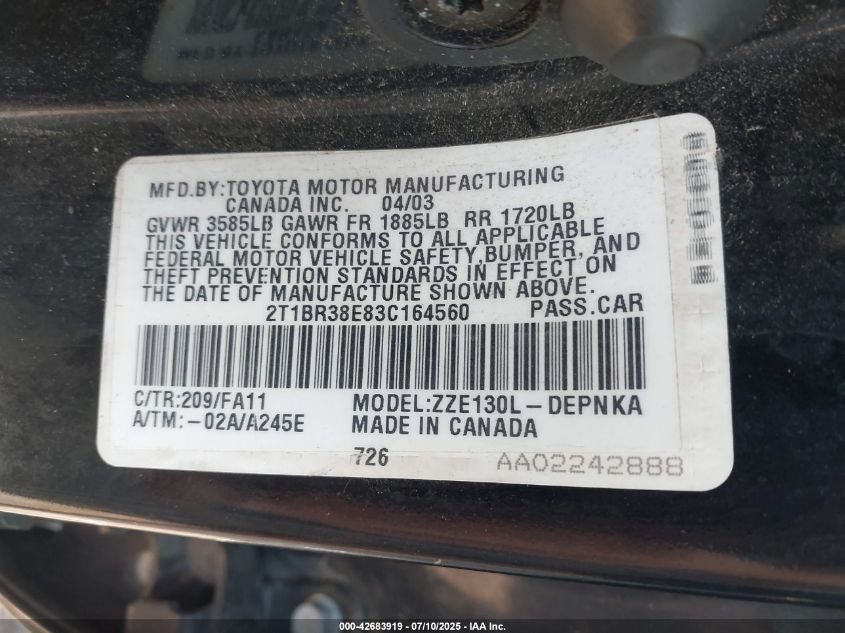 MFD.BY:TOYOTA MOTOR MANUFACTURING
CANADA INC. 04/03
GVWR 3585LB GAWR FR 1885LB RR 1720LB
THIS VEHICLE CONFORMS TO ALL APPLICABLE
FEDERAL MOTOR VEHICLE SAFETY,BUMPER, AND
THEFT PREVENTION STANDARDS IN EFFECT ON
THE DATE OF MANUFACTURE SHOWN ABOVE.
2T1BR38E83C164560 PASS.CAR
C/TR:209/FA11 MODEL:ZZE130L-DEPNKA
A/TM:-02A/A245E MADE IN CANADA
726 AA02242888
000-42683919 / 07/10/2025 - IAA Inc.